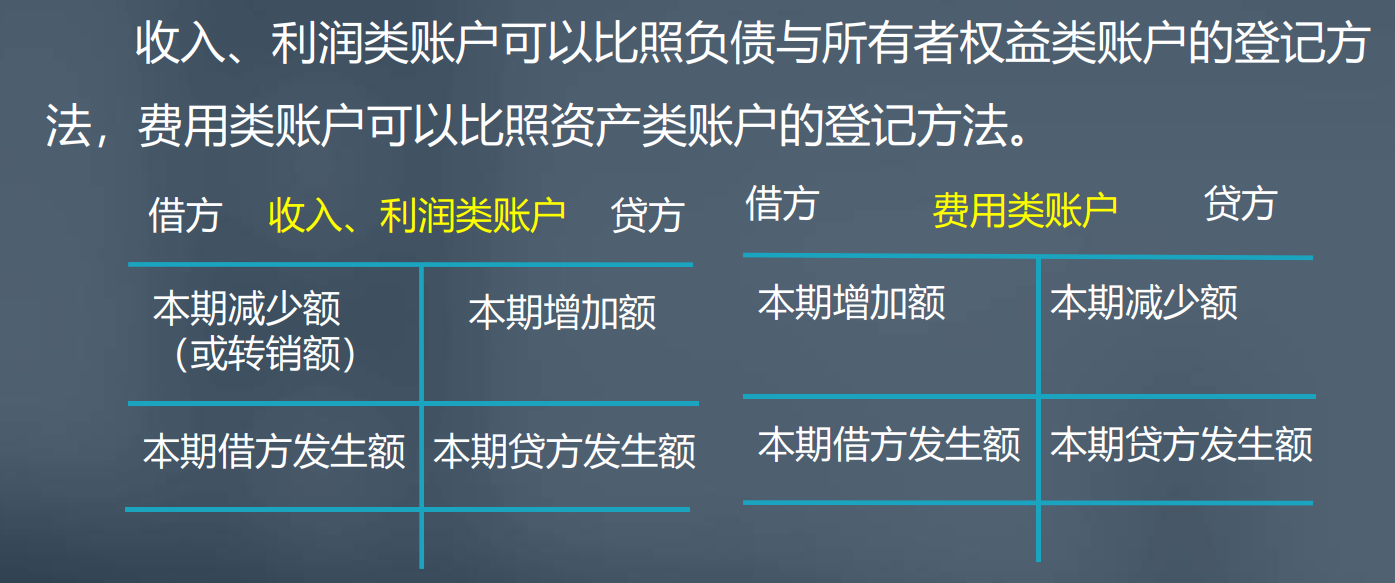 收入、利润类账户可以比照负债与所有者权益类账户的登记方
法，费用类账户可以比照资产类账户的登记方法。
借方 收入、利润类账户 贷方
本期减少额 本期增加额
（或转销额）
本期借方发生额 本期贷方发生额
借方 费用类账户 贷方
本期增加额 本期减少额
本期借方发生额 本期贷方发生额